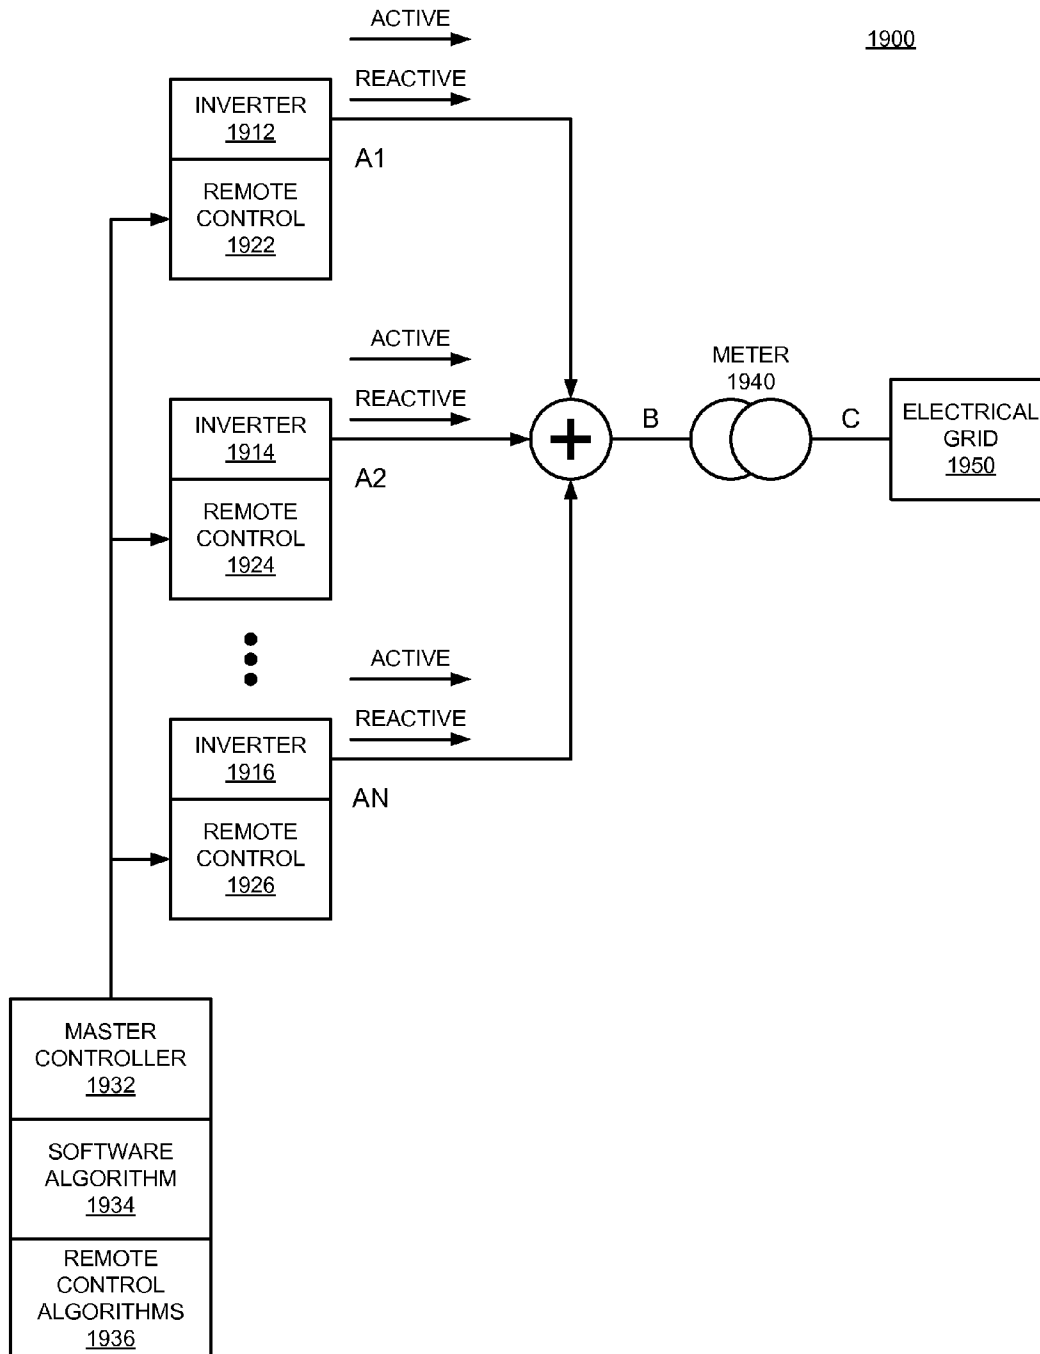 ACTIVE
1900
REACTIVE
INVERTER
1912
A1
REMOTE
CONTROL
1922
ACTIVE
REACTIVE
METER
1940
INVERTER
1914
A2
B
C
ELECTRICAL
GRID
1950
REMOTE
CONTROL
1924
ACTIVE
REACTIVE
INVERTER
1916
AN
REMOTE
CONTROL
1926
MASTER
CONTROLLER
1932
SOFTWARE
ALGORITHM
1934
REMOTE
CONTROL
ALGORITHMS
1936